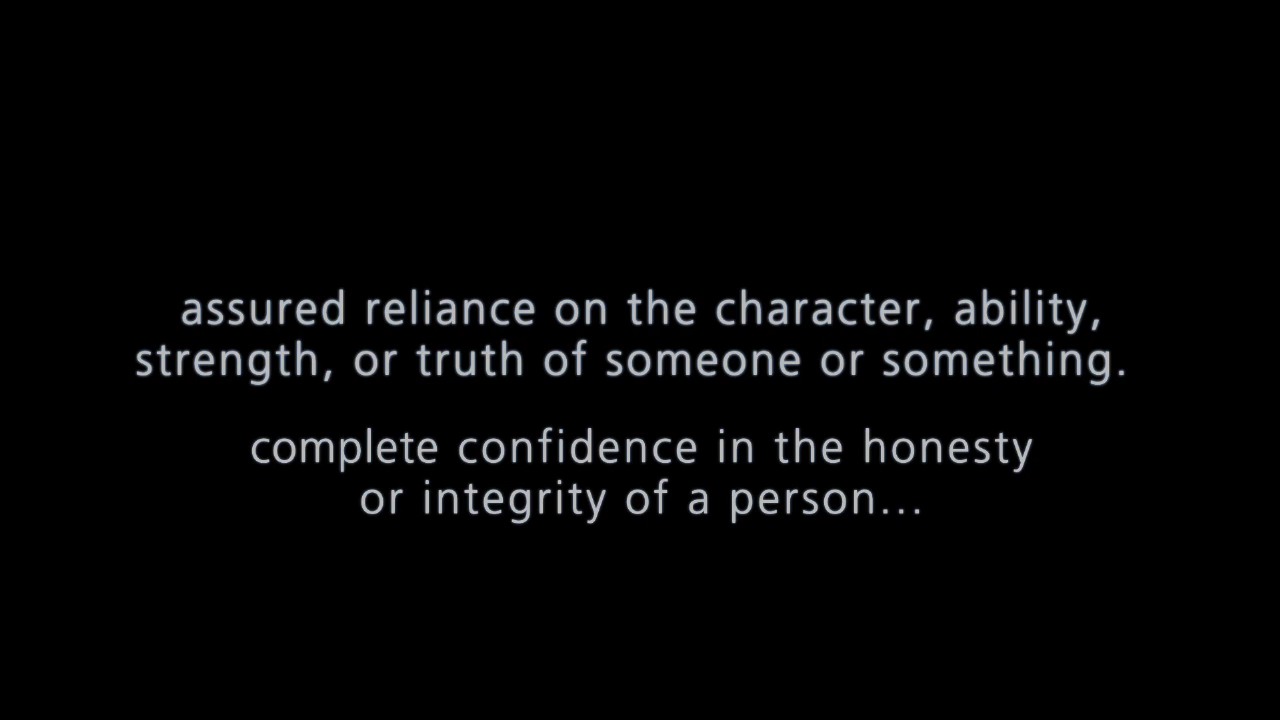 assured reliance on the character, ability,
strength, or truth of someone or something.
complete confidence in the honesty
or integrity of a person...